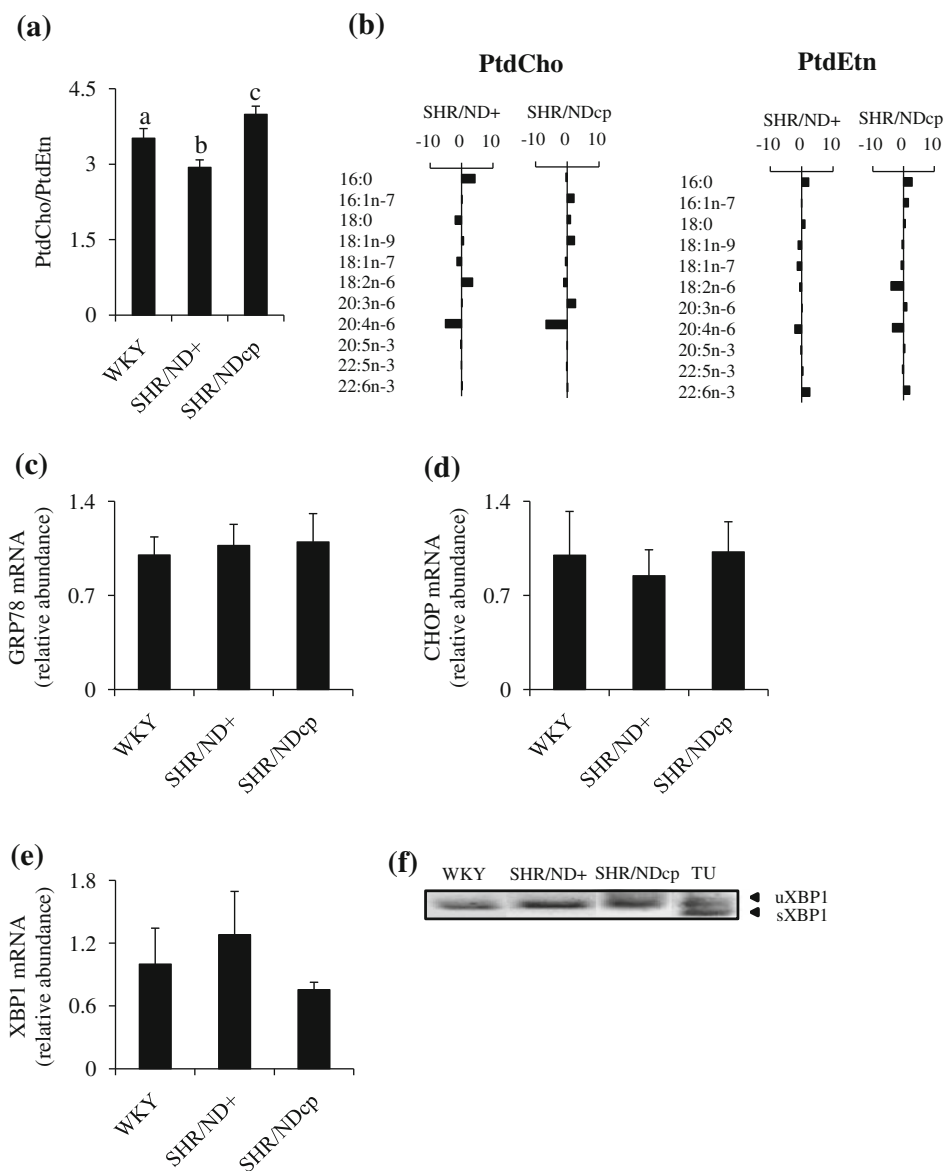 (a)
PtdCho/PtdEtn
4.5
3
1.5
0
a
b
c
WKY
SHR/ND+
SHR/NDcp
(b)
PtdCho
PtdEtn
SHR/ND+
SHR/NDcp
SHR/ND+
SHR/NDcp
-10 0 10
-10 0 10
-10 0 10
-10 0 10
16:0
16:1n-7
18:0
18:1n-9
18:1n-7
18:2n-6
20:3n-6
20:4n-6
20:5n-3
22:5n-3
22:6n-3
16:0
16:1n-7
18:0
18:1n-9
18:1n-7
18:2n-6
20:3n-6
20:4n-6
20:5n-3
22:5n-3
22:6n-3
(c)
GRP78 mRNA
(relative abundance)
1.4
0.7
0
WKY
SHR/ND+
SHR/NDcp
(d)
CHOP mRNA
(relative abundance)
1.4
0.7
0
WKY
SHR/ND+
SHR/NDcp
(e)
XBP1 mRNA
(relative abundance)
1.8
1.2
0.6
0
WKY
SHR/ND+
SHR/NDcp
(f)
WKY SHR/ND+ SHR/NDcp TU
uXBP1
sXBP1